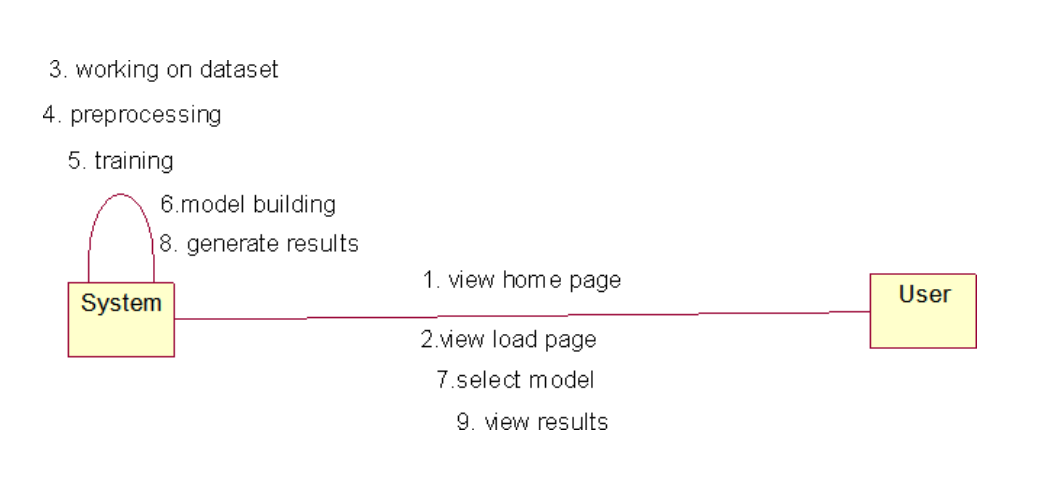 3. working on dataset
4. preprocessing
5. training
6.model building
8. generate results
1. view home page
System
User
2.view load page
7.select model
9. view results